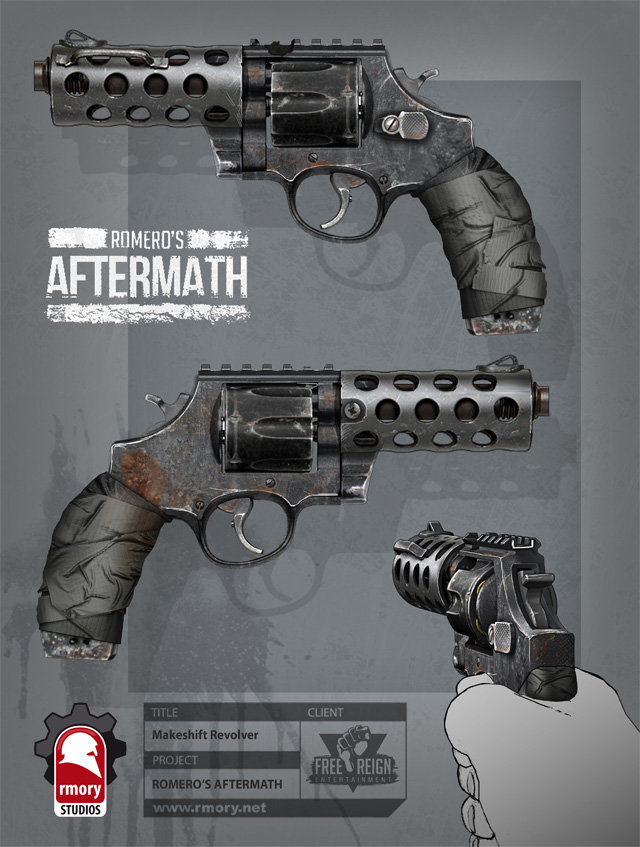 ROMERO'S
AFTERMATH
TITLE
Makeshift Revolver
PROJECT
ROMERO'S AFTERMATH
www.rmory.net
CLIENT
FREE REIGN
ENTERTAINMENT
rmory
STUDIOS